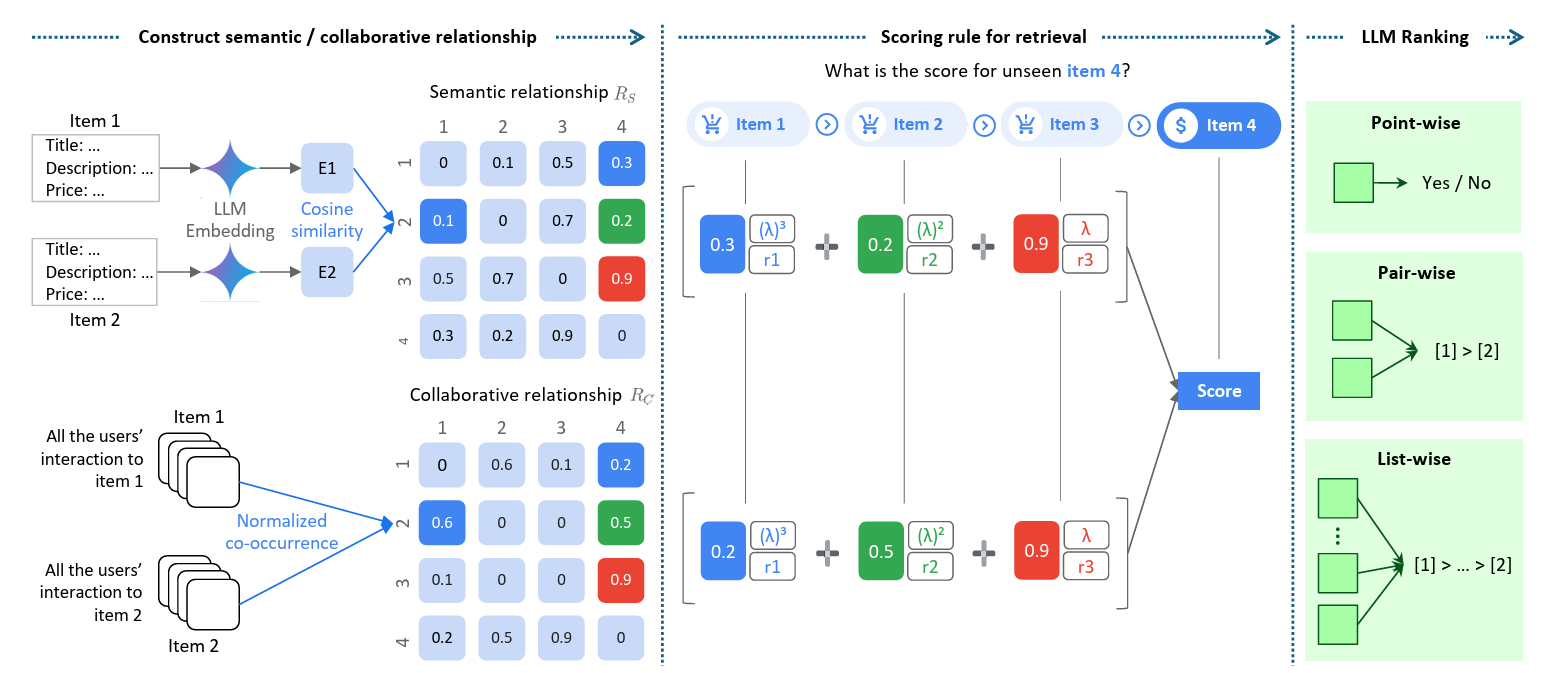 Construct semantic / collaborative relationship
Item 1
Title: ...
Description: ...
Price: ...
LLM
Embedding
E1
Cosine
similarity
Title: ...
Description: ...
Price: ...
E2
Item 2
Semantic relationship R_S
1 2 3 4
1 0 0.1 0.5 0.3
2 0.1 0 0.7 0.2
3 0.5 0.7 0 0.9
4 0.3 0.2 0.9 0
All the users’
interaction to
item 1
Item 1
Normalized
co-occurrence
All the users’
interaction to
item 2
Item 2
Collaborative relationship R_C
1 2 3 4
1 0 0.6 0.1 0.2
2 0.6 0 0 0.5
3 0.1 0 0 0.9
4 0.2 0.5 0.9 0
Scoring rule for retrieval
What is the score for unseen item 4?
Item 1 Item 2 Item 3 $ Item 4
0.3 (λ)³ r1 + 0.2 (λ)² r2 + 0.9 λ r3
Score
0.2 (λ)³ r1 + 0.5 (λ)² r2 + 0.9 λ r3
LLM Ranking
Point-wise
Yes / No
Pair-wise
[1] > [2]
List-wise
[1] > ... > [2]